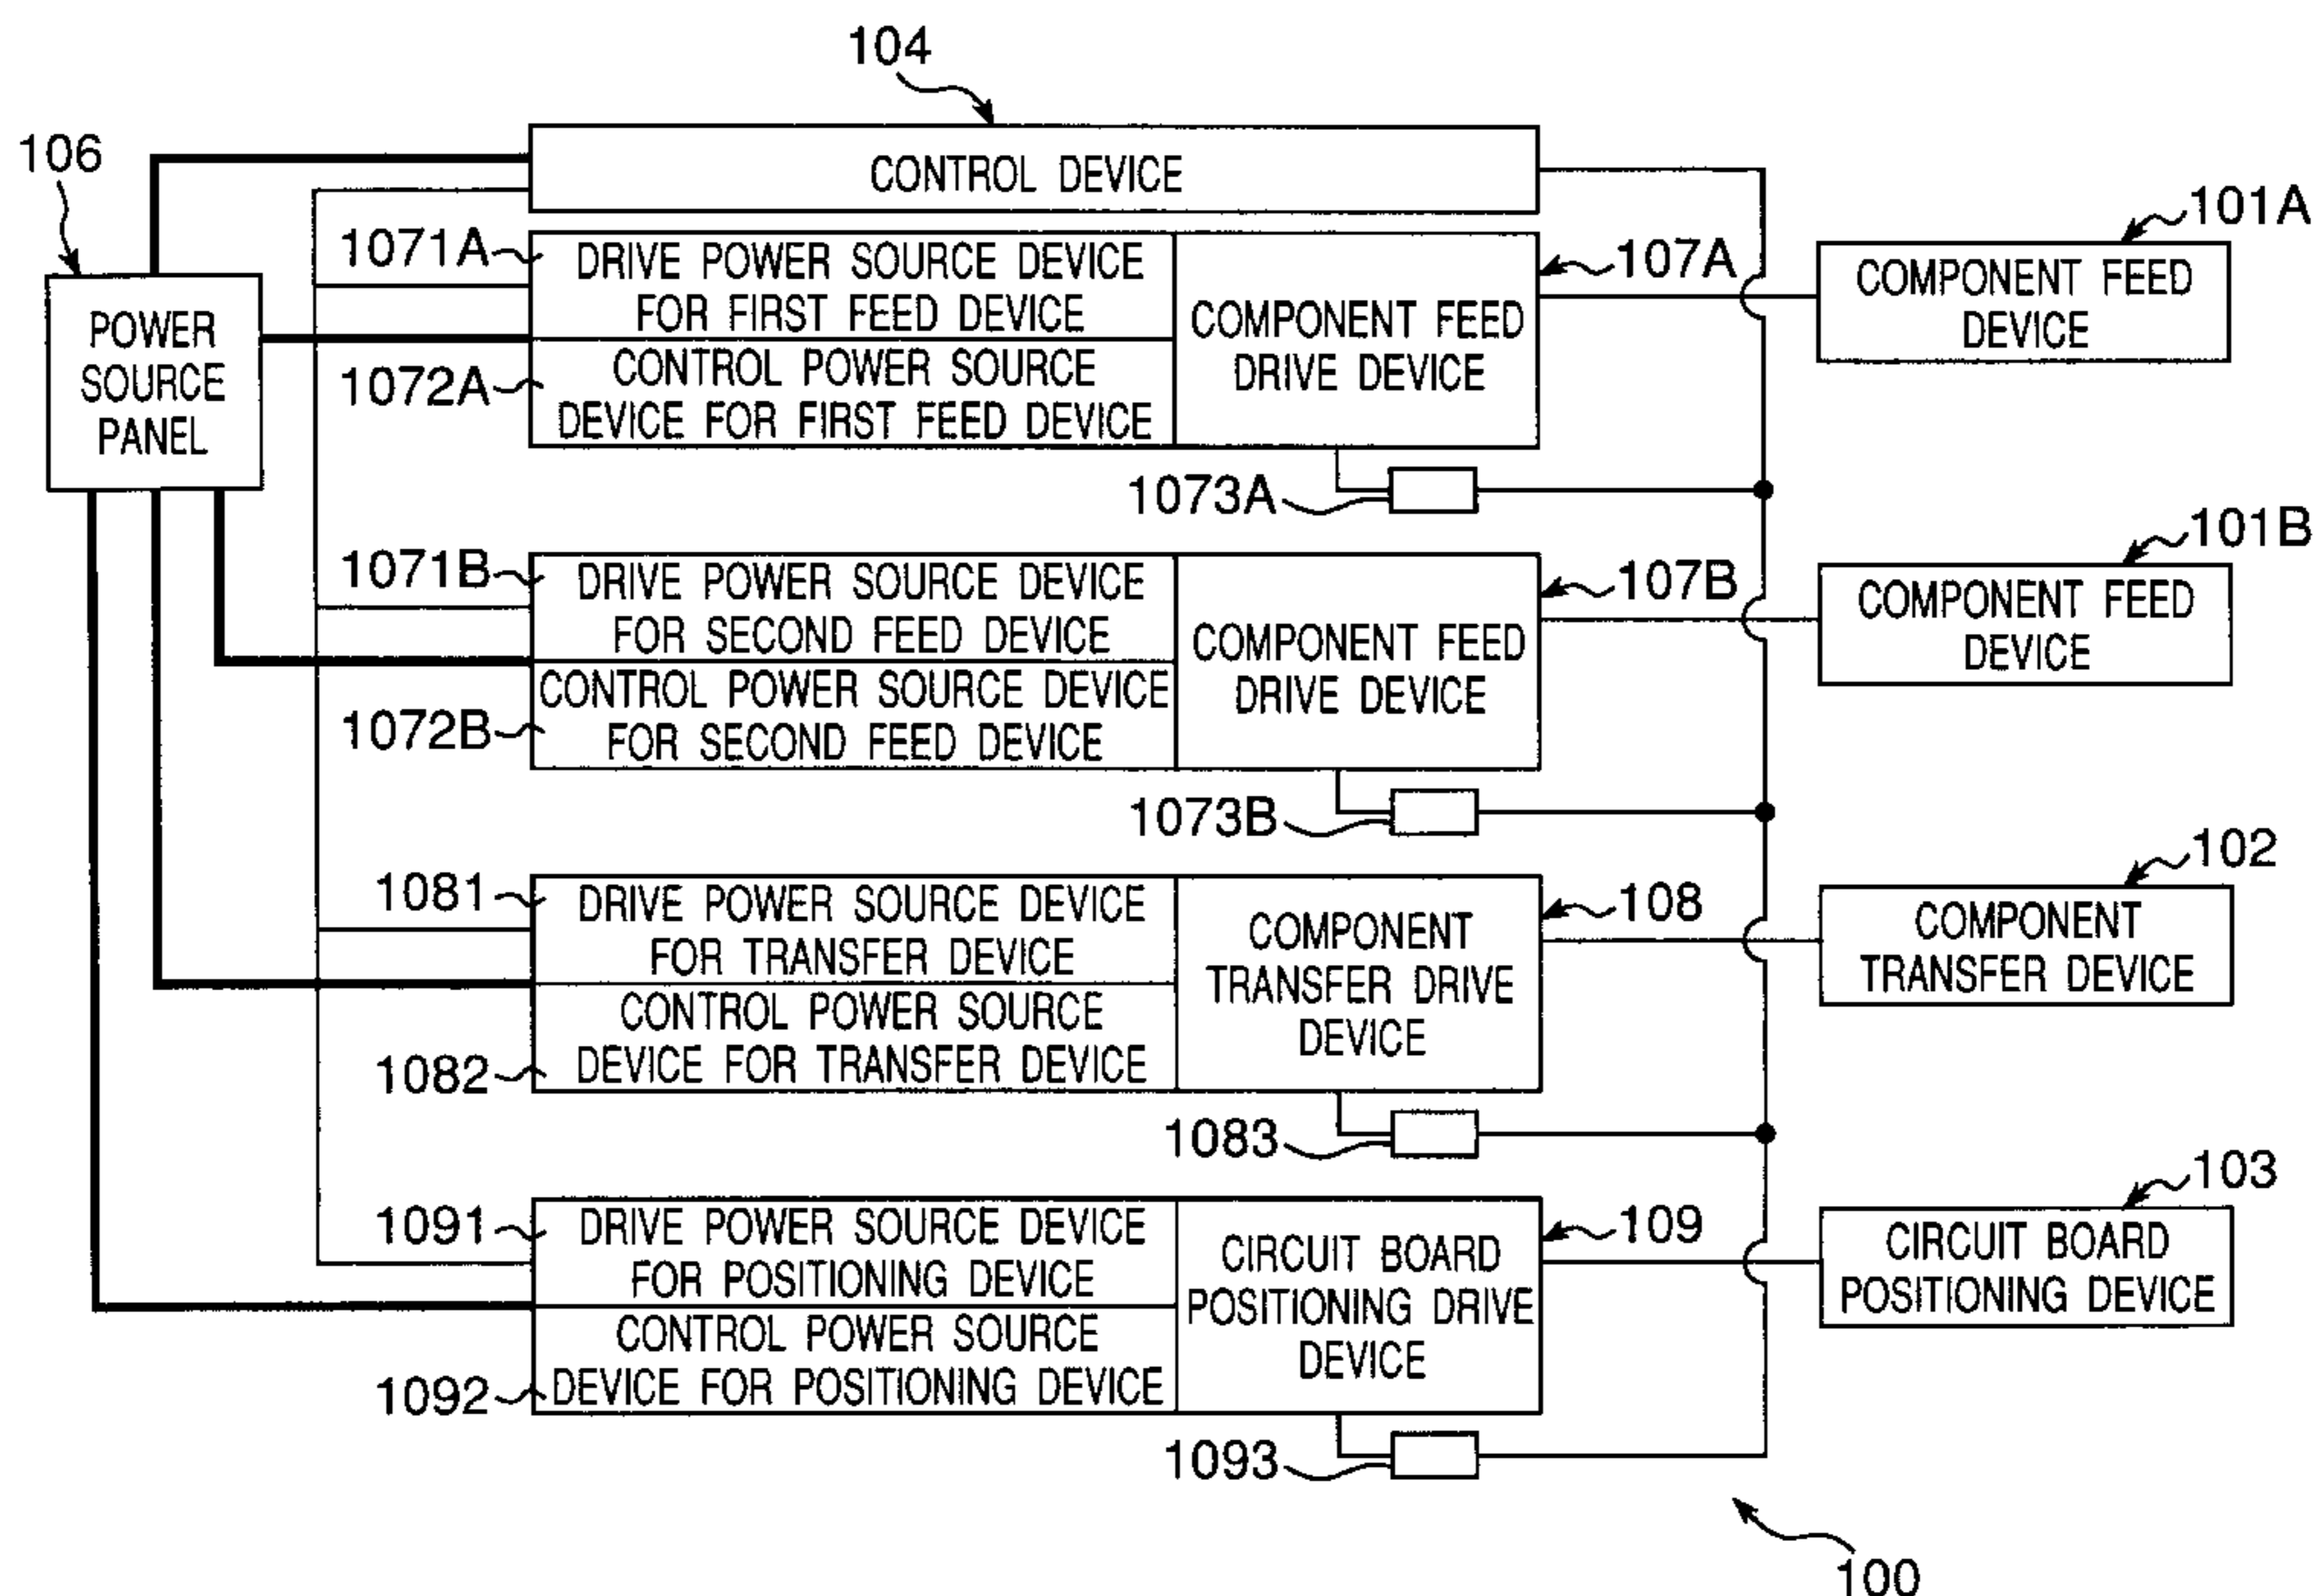 104
106
CONTROL DEVICE
101A
1071A
DRIVE POWER SOURCE DEVICE
FOR FIRST FEED DEVICE
107A
COMPONENT FEED
DEVICE
POWER
SOURCE
PANEL
COMPONENT FEED
DRIVE DEVICE
1072A
CONTROL POWER SOURCE
DEVICE FOR FIRST FEED DEVICE
1073A
101B
1071B
DRIVE POWER SOURCE DEVICE
FOR SECOND FEED DEVICE
107B
COMPONENT FEED
DEVICE
COMPONENT FEED
DRIVE DEVICE
1072B
CONTROL POWER SOURCE DEVICE
FOR SECOND FEED DEVICE
1073B
102
1081
DRIVE POWER SOURCE DEVICE
FOR TRANSFER DEVICE
108
COMPONENT
TRANSFER DEVICE
COMPONENT
TRANSFER DRIVE
DEVICE
1082
CONTROL POWER SOURCE
DEVICE FOR TRANSFER DEVICE
1083
103
1091
DRIVE POWER SOURCE DEVICE
FOR POSITIONING DEVICE
109
CIRCUIT BOARD
POSITIONING DEVICE
CIRCUIT BOARD
POSITIONING DRIVE
DEVICE
1092
CONTROL POWER SOURCE
DEVICE FOR POSITIONING DEVICE
1093
100